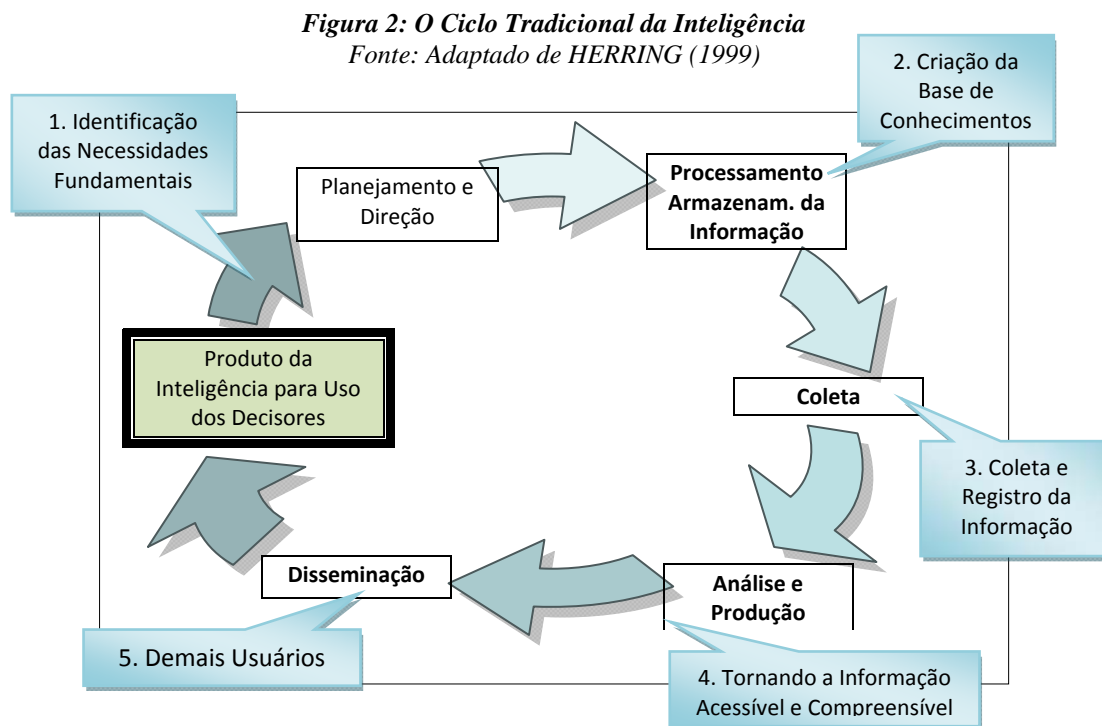 Figura 2: O Ciclo Tradicional da Inteligência
Fonte: Adaptado de HERRING (1999)
1. Identificação
das Necessidades
Fundamentais
2. Criação da
Base de
Conhecimentos
Planejamento e
Direção
Processamento
Armazenam. da
Informação
Produto da
Inteligência para Uso
dos Decisores
Coleta
3. Coleta e
Registro da
Informação
Disseminação
Análise e
Produção
5. Demais Usuários
4. Tornando a Informação
Acessível e Compreensível